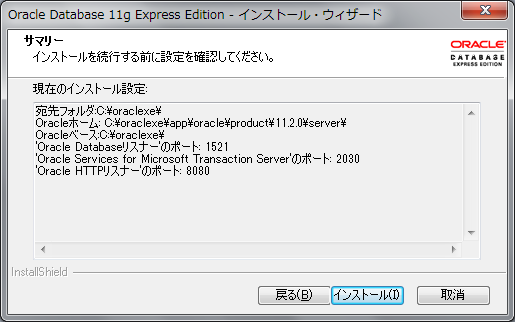 Oracle Database 11g Express Edition - インストール・ウィザード
サマリー
インストールを続行する前に設定を確認してください。
ORACLE
DATABASE
EXPRESS EDITION
現在のインストール設定:
宛先フォルダ:C:¥oraclexe¥
Oracleホーム: C:¥oraclexe¥app¥oracle¥product¥11.2.0¥server¥
Oracleベース:C:¥oraclexe¥
'Oracle Databaseリスナー'のポート: 1521
'Oracle Services for Microsoft Transaction Server'のポート: 2030
'Oracle HTTPリスナー'のポート: 8080
InstallShield
戻る(B) インストール(I) 取消